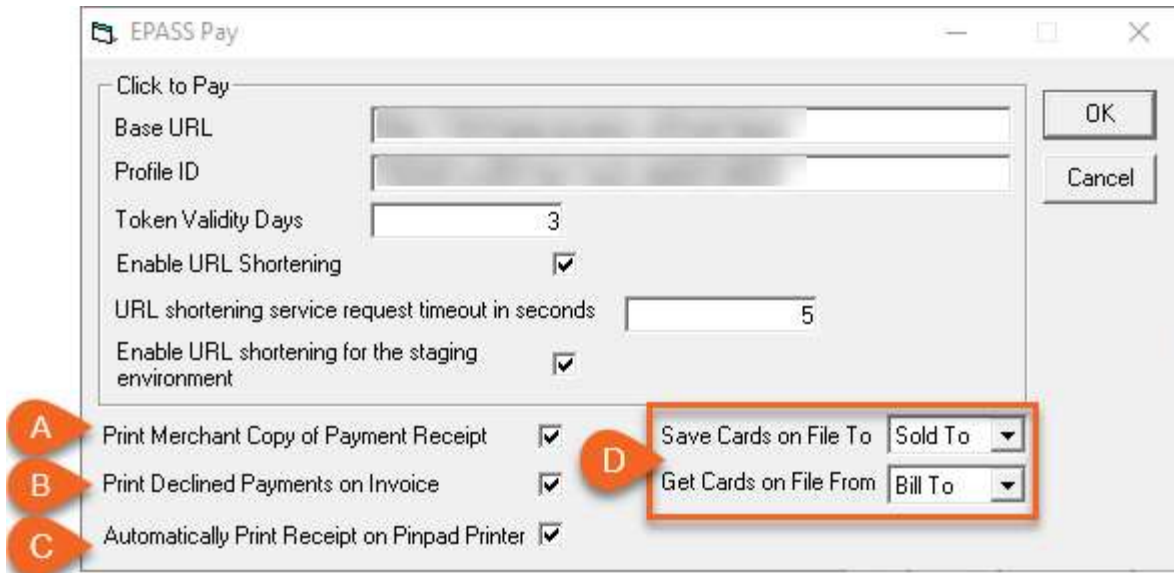 EPASS Pay
Click to Pay
Base URL
OK
Profile ID
Cancel
Token Validity Days 3
Enable URL Shortening
URL shortening service request timeout in seconds 5
Enable URL shortening for the staging
environment
A Print Merchant Copy of Payment Receipt
Save Cards on File To Sold To
D
B Print Declined Payments on Invoice
Get Cards on File From Bill To
C Automatically Print Receipt on Pinpad Printer